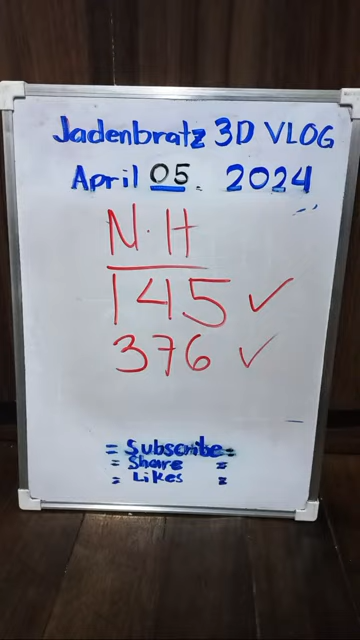 Jadenbratz 3D VLOG
April 05. 2024
N.H
145 ✓
376 ✓
= Subscribe =
= Share =
= Likes =